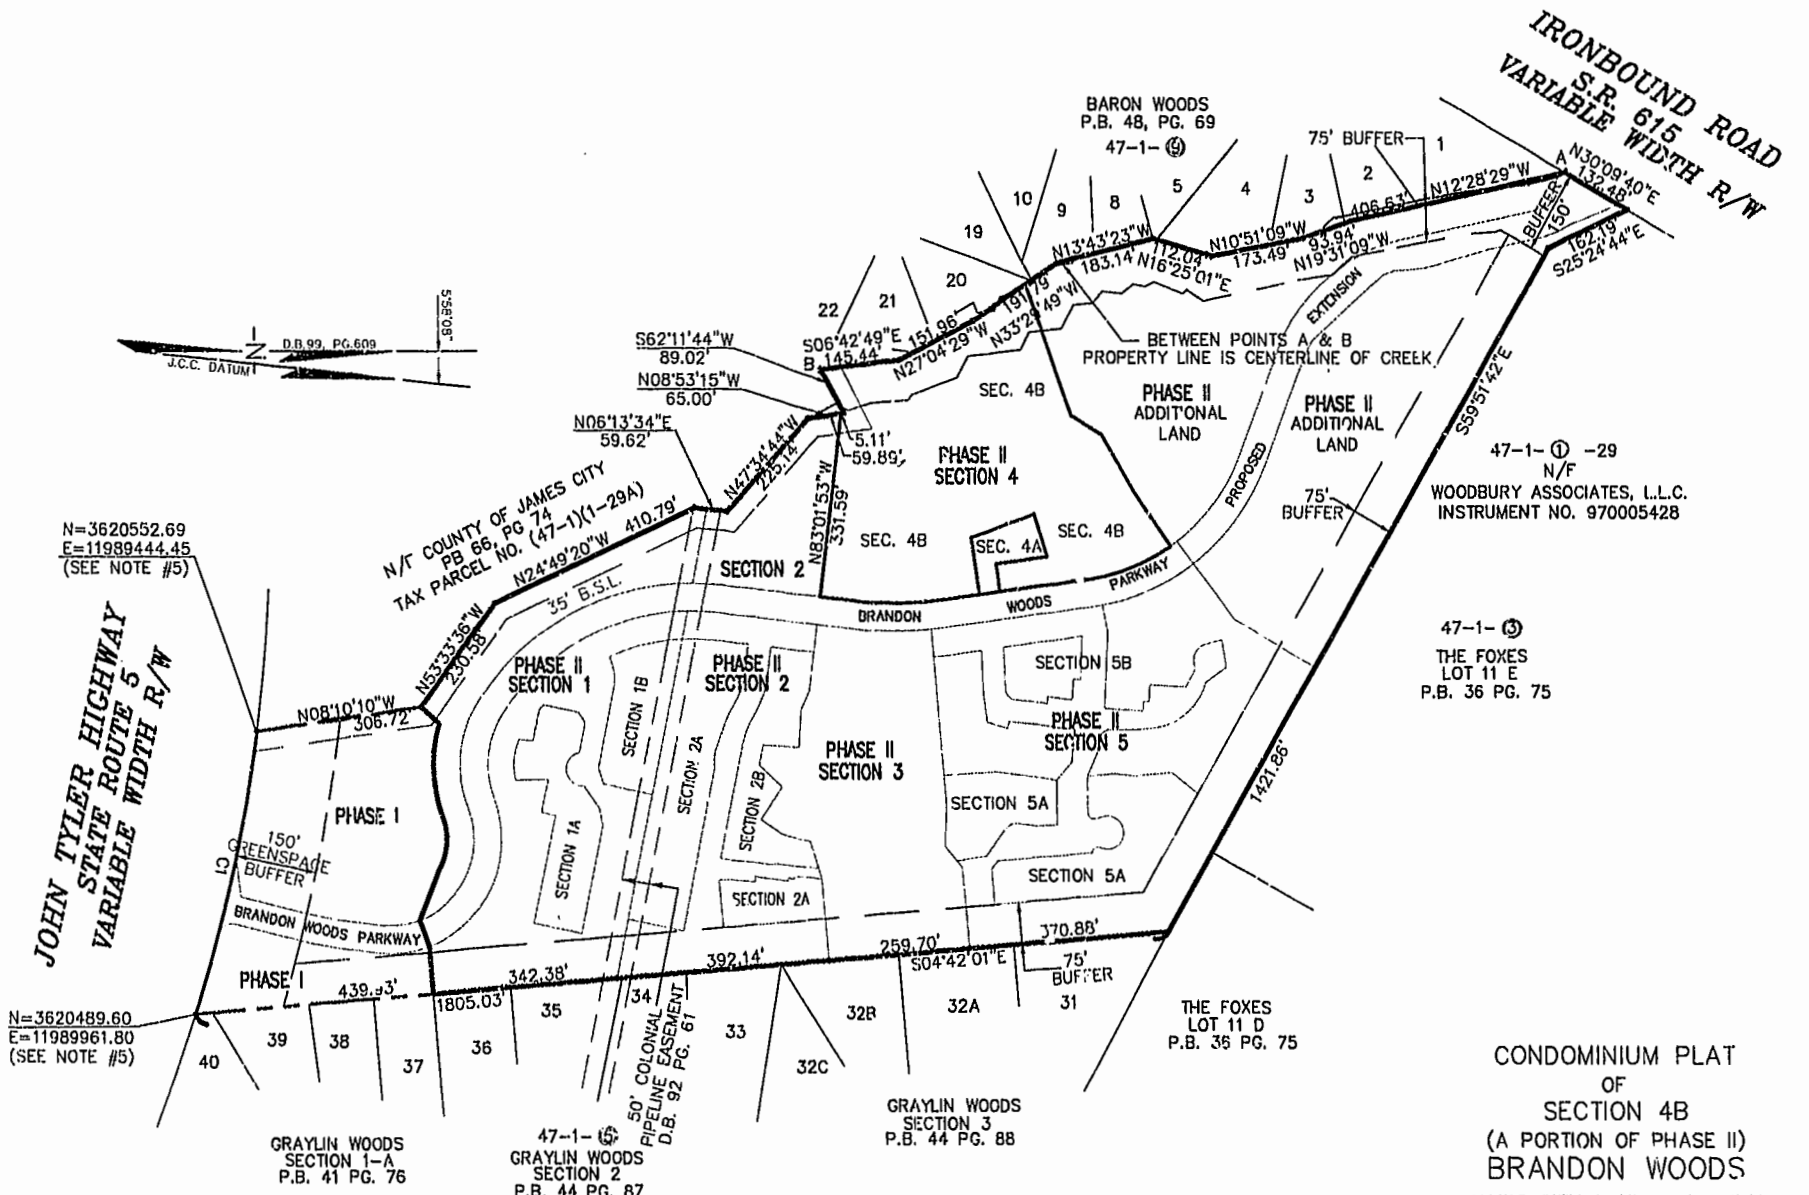 IRONBOUND ROAD
S.R. 615
VARIABLE WIDTH R/W
BARON WOODS
P.B. 48, PG. 69
47-1-
75' BUFFER
1
2
3
4
5
8
9
10
19
20
21
22
A
N30°09'40"E
132.48'
BUFFER
150'
162.19'
S25°24'44"E
N12°28'29"W
406.63'
93.94'
N19°31'09"W
N10°51'09"W
173.49'
112.04'
N16°25'01"E
N13°43'23"W
183.14'
191.79'
N33°29'49"W
151.96'
N27°04'29"W
S06°42'49"E
145.44'
B
S62°11'44"W
89.02'
N08°53'15"W
65.00'
N06°13'34"E
59.62'
5°58'08"
N
D.B.99, PG.609
J.C.C. DATUM
BETWEEN POINTS A & B
PROPERTY LINE IS CENTERLINE OF CREEK
EXTENSION
PROPOSED
SEC. 4B
PHASE II
ADDITIONAL
LAND
PHASE II
ADDITIONAL
LAND
S59°51'42"E
47-1- 1 -29
N/F
WOODBURY ASSOCIATES, L.L.C.
INSTRUMENT NO. 970005428
75'
BUFFER
5.11'
59.89'
PHASE II
SECTION 4
N47°34'44"W
225.14'
N83°01'53"W
331.59'
SEC. 4B
SEC. 4A
SEC. 4B
N/F COUNTY OF JAMES CITY
PB 66, PG 74
TAX PARCEL NO. (47-1)(1-29A)
N24°49'20"W
410.79'
35' B.S.L.
SECTION 2
BRANDON
WOODS
PARKWAY
N=3620552.69
E=11989444.45
(SEE NOTE #5)
JOHN TYLER HIGHWAY
STATE ROUTE 5
VARIABLE WIDTH R/W
N53°33'36"W
230.58'
N08°10'10"W
306.72'
PHASE II
SECTION 1
SECTION 1B
PHASE II
SECTION 2
SECTION 2A
SECTION 2B
SECTION 1A
PHASE II
SECTION 3
SECTION 5B
PHASE II
SECTION 5
SECTION 5A
SECTION 5A
SECTION 2A
47-1- 3
THE FOXES
LOT 11 E
P.B. 36 PG. 75
1421.86'
PHASE I
150'
GREENSPACE
BUFFER
C1
BRANDON WOODS PARKWAY
PHASE I
439.93'
1805.03'
342.38'
392.14'
259.70'
S04°42'01"E
370.88'
75'
BUFFER
N=3620489.60
E=11989961.80
(SEE NOTE #5)
40
39
38
37
36
35
34
33
32C
32B
32A
31
50' COLONIAL
PIPELINE EASEMENT
D.B. 92 PG. 61
THE FOXES
LOT 11 D
P.B. 36 PG. 75
GRAYLIN WOODS
SECTION 1-A
P.B. 41 PG. 76
47-1-
GRAYLIN WOODS
SECTION 2
P.B. 44 PG. 87
GRAYLIN WOODS
SECTION 3
P.B. 44 PG. 88
CONDOMINIUM PLAT
OF
SECTION 4B
(A PORTION OF PHASE II)
BRANDON WOODS